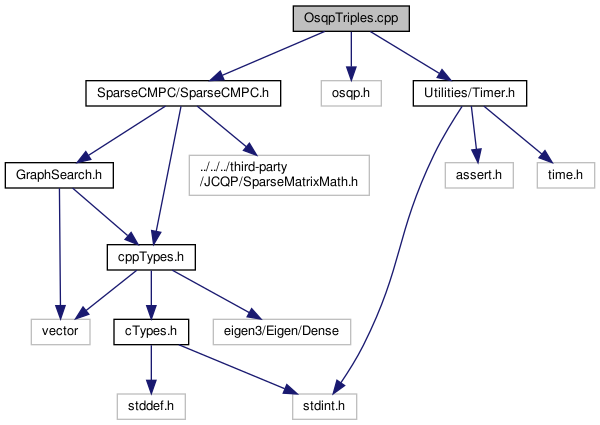 OsqpTriples.cpp
SparseCMPC/SparseCMPC.h
osqp.h
Utilities/Timer.h
GraphSearch.h
../../../third-party
/JCQP/SparseMatrixMath.h
assert.h
time.h
cppTypes.h
vector
cTypes.h
eigen3/Eigen/Dense
stddef.h
stdint.h